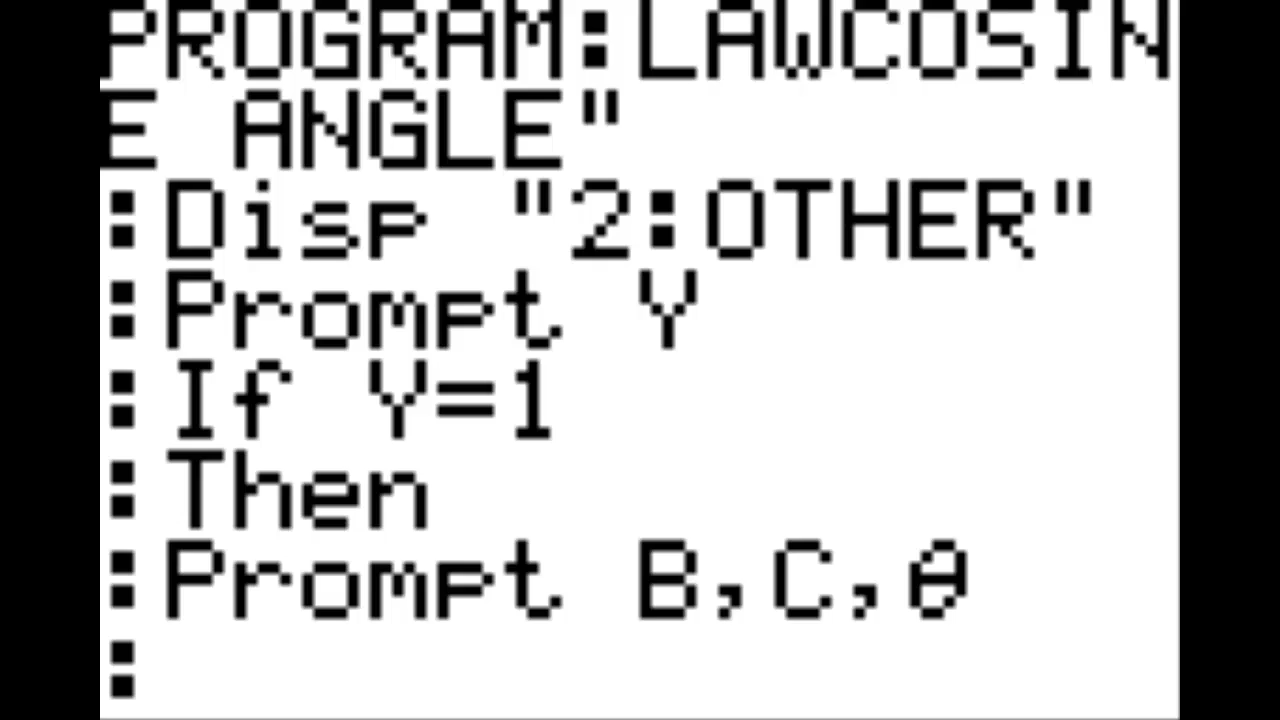 PROGRAM:LAWCOSIN
E ANGLE"
:Disp "2:OTHER"
:Prompt Y
:If Y=1
:Then
:Prompt B,C,θ
: